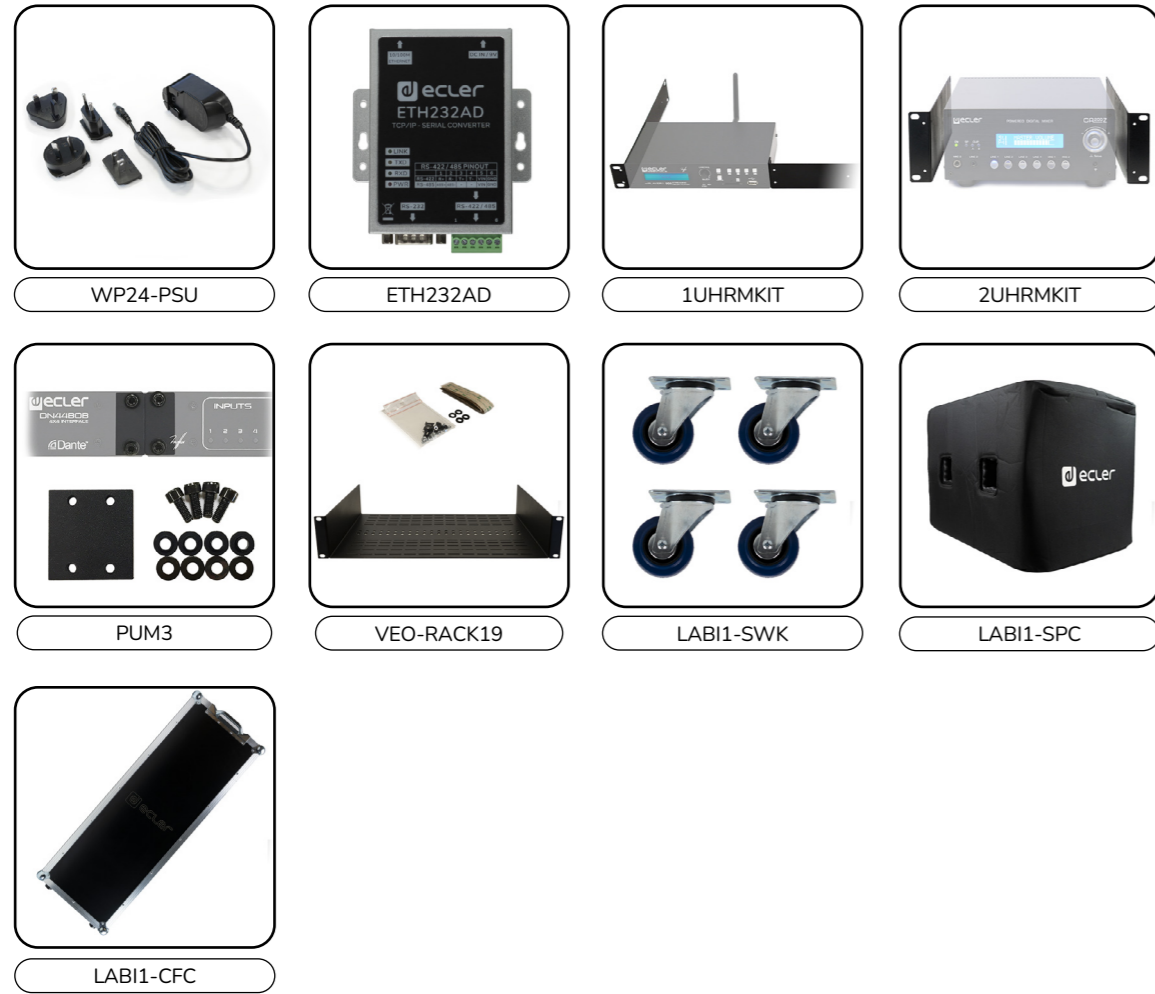 ecler
ETH232AD
TCP/IP - SERIAL CONVERTER
LINK
TXD
RXD
PWR
RS-422 / 485 PINOUT
RS-232
RS-422 / 485
ecler
ecler
WP24-PSU
ETH232AD
1UHRMKIT
2UHRMKIT
ecler
DN44BOB
Dante
INPUTS
1 2 3 4
ecler
PUM3
VEO-RACK19
LABI1-SWK
LABI1-SPC
ecler
LABI1-CFC